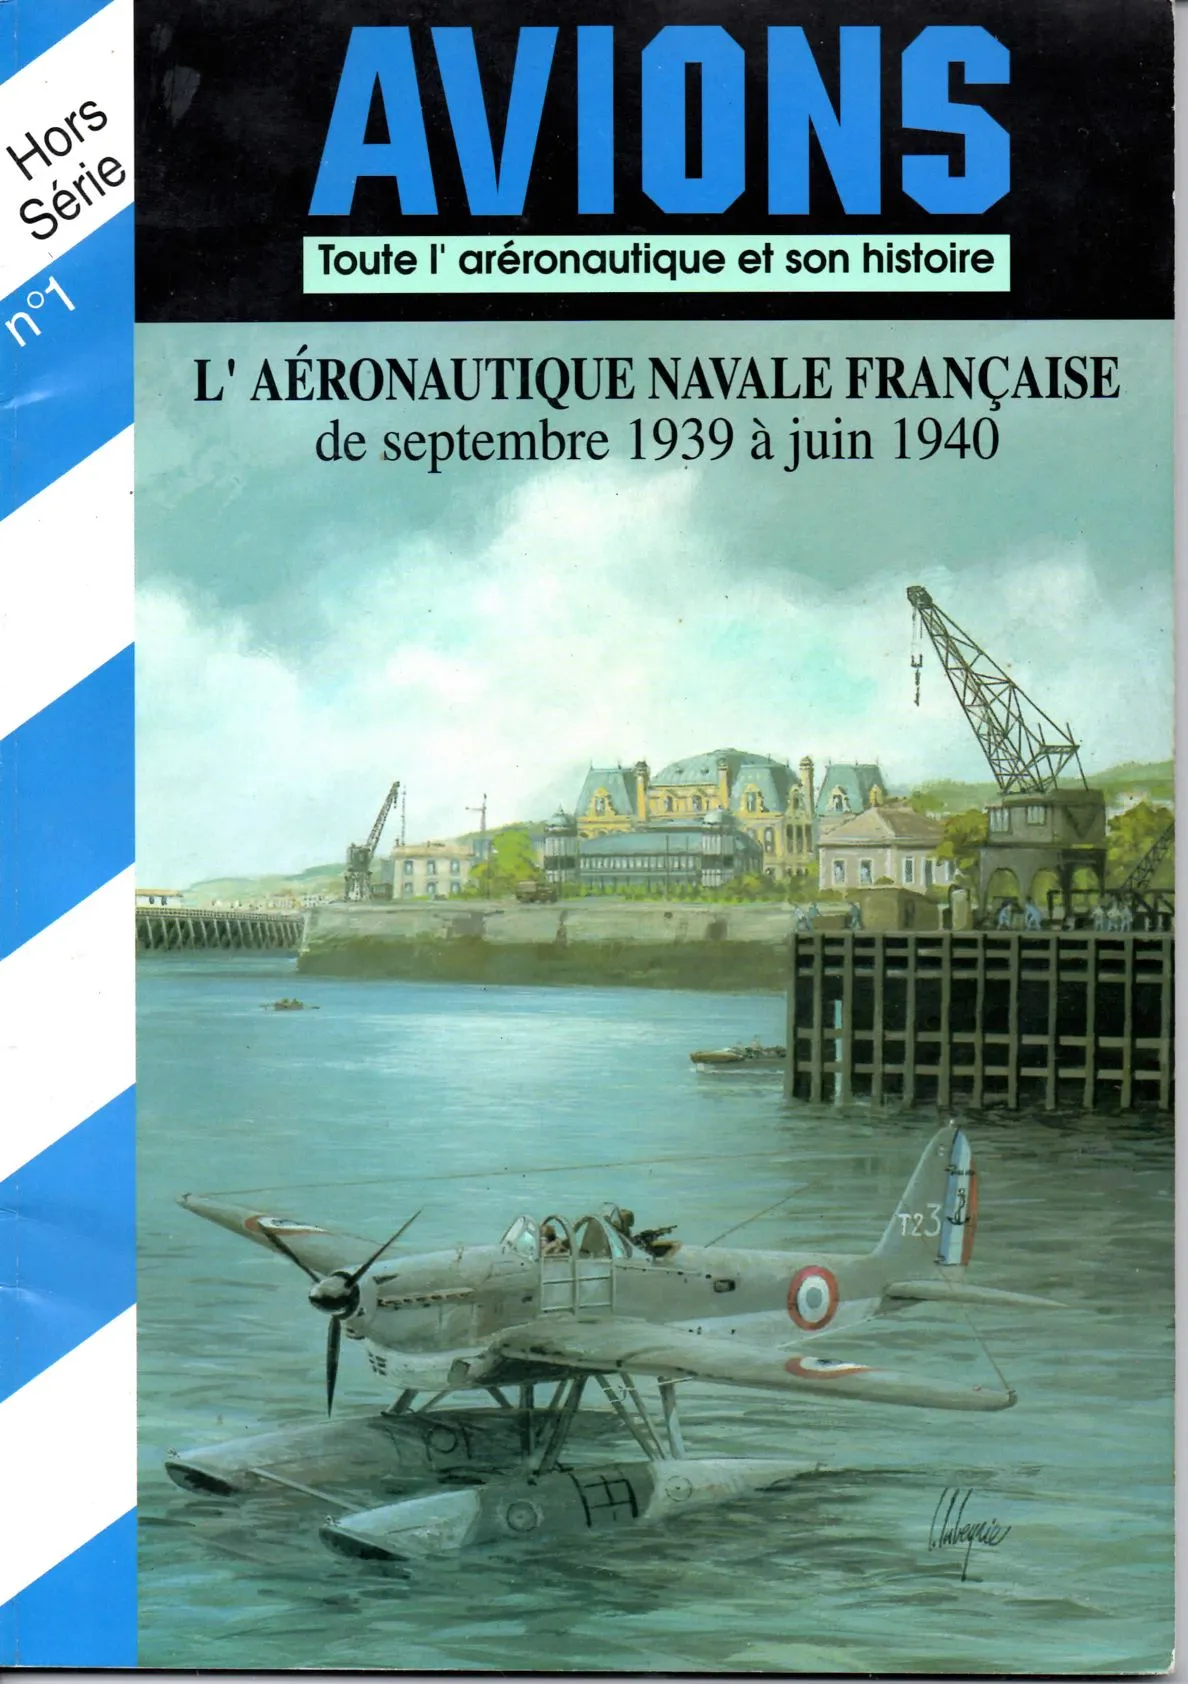 Hors
Série
n°1
AVIONS
Toute l' aréronautique et son histoire
L' AÉRONAUTIQUE NAVALE FRANÇAISE
de septembre 1939 à juin 1940
T23